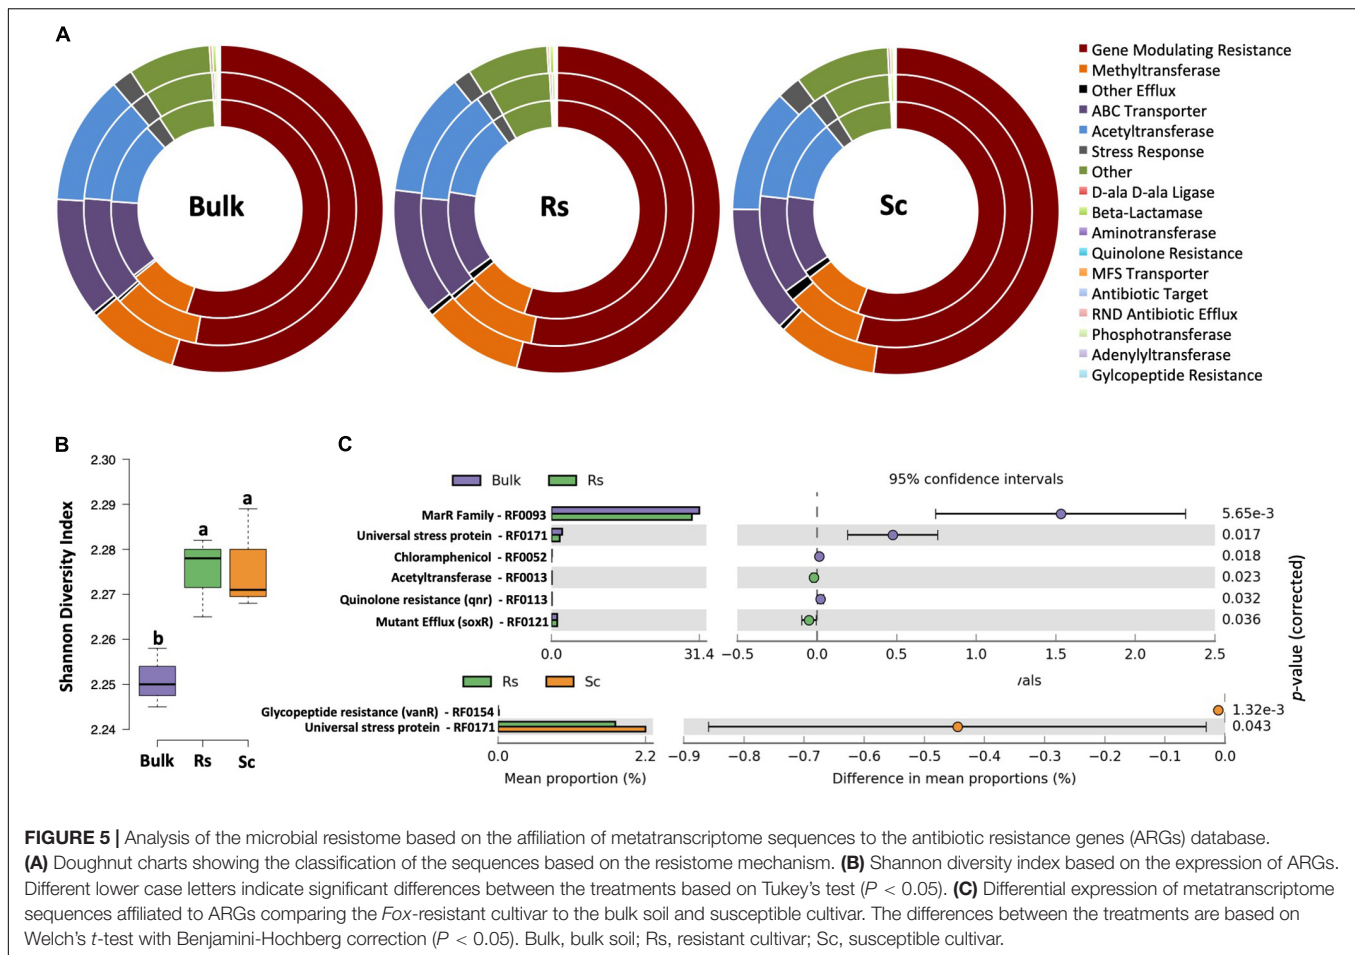 A
Bulk
Rs
Sc
Gene Modulating Resistance
Methyltransferase
Other Efflux
ABC Transporter
Acetyltransferase
Stress Response
Other
D-ala D-ala Ligase
Beta-Lactamase
Aminotransferase
Quinolone Resistance
MFS Transporter
Antibiotic Target
RND Antibiotic Efflux
Phosphotransferase
Adenylyltransferase
Gylcopeptide Resistance
B
Shannon Diversity Index
2.30
2.29
2.28
2.27
2.26
2.25
2.24
b
a
a
Bulk
Rs
Sc
C
Bulk
Rs
95% confidence intervals
MarR Family - RF0093
5.65e-3
Universal stress protein - RF0171
0.017
Chloramphenicol - RF0052
0.018
Acetyltransferase - RF0013
0.023
Quinolone resistance (qnr) - RF0113
0.032
Mutant Efflux (soxR) - RF0121
0.036
0.0
31.4
−0.5
0.0
0.5
1.0
1.5
2.0
2.5
p-value (corrected)
Rs
Sc
vals
Glycopeptide resistance (vanR) - RF0154
1.32e-3
Universal stress protein - RF0171
0.043
0.0
2.2
−0.9
−0.8
−0.7
−0.6
−0.5
−0.4
−0.3
−0.2
−0.1
0.0
Mean proportion (%)
Difference in mean proportions (%)
FIGURE 5 | Analysis of the microbial resistome based on the affiliation of metatranscriptome sequences to the antibiotic resistance genes (ARGs) database.
(A) Doughnut charts showing the classification of the sequences based on the resistome mechanism. (B) Shannon diversity index based on the expression of ARGs.
Different lower case letters indicate significant differences between the treatments based on Tukey's test (P < 0.05). (C) Differential expression of metatranscriptome
sequences affiliated to ARGs comparing the Fox-resistant cultivar to the bulk soil and susceptible cultivar. The differences between the treatments are based on
Welch's t-test with Benjamini-Hochberg correction (P < 0.05). Bulk, bulk soil; Rs, resistant cultivar; Sc, susceptible cultivar.